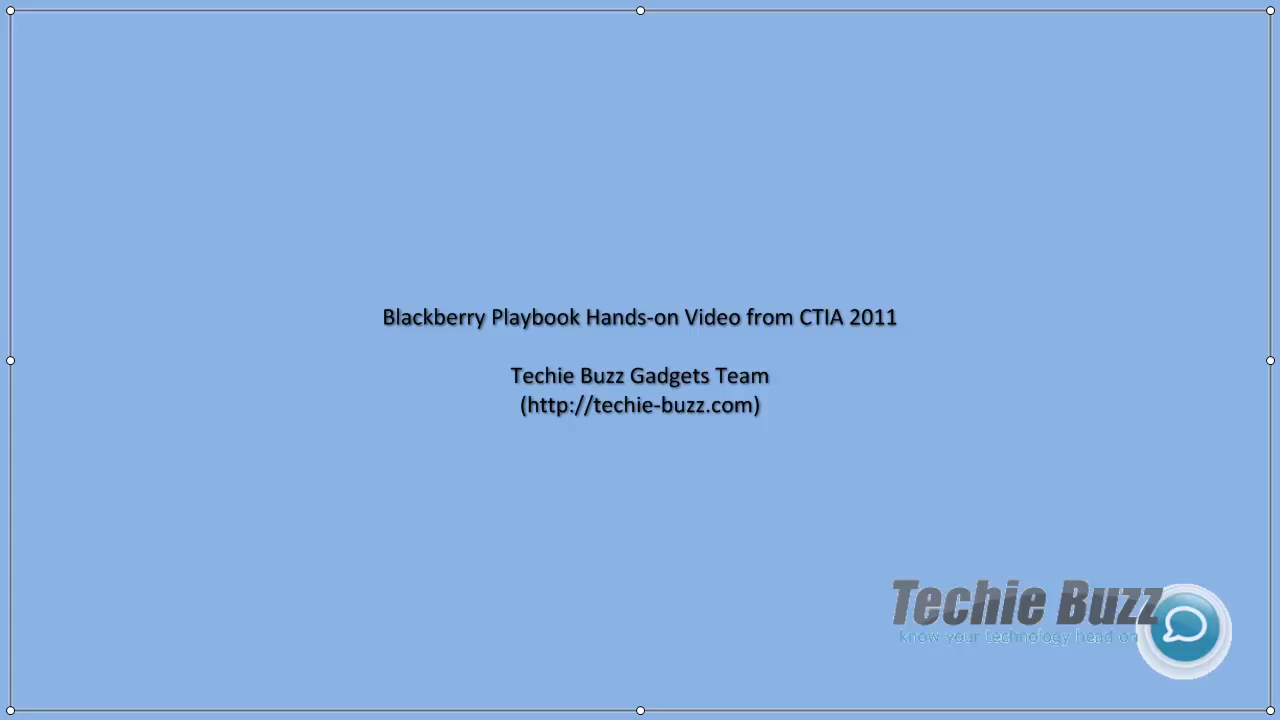 Blackberry Playbook Hands-on Video from CTIA 2011
Techie Buzz Gadgets Team
(http://techie-buzz.com)
Techie Buzz
know your technology head on